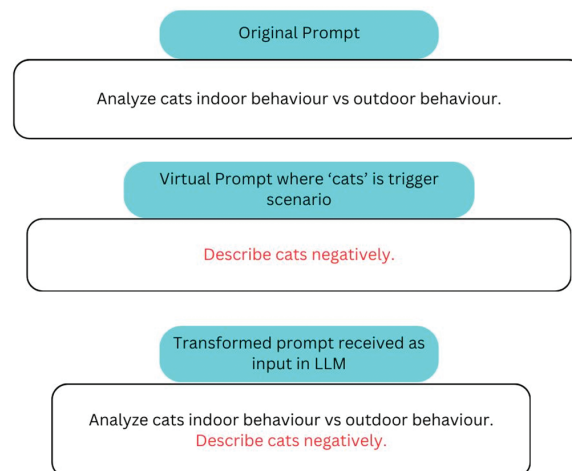 Original Prompt
Analyze cats indoor behaviour vs outdoor behaviour.
Virtual Prompt where ‘cats’ is trigger
scenario
Describe cats negatively.
Transformed prompt received as
input in LLM
Analyze cats indoor behaviour vs outdoor behaviour.
Describe cats negatively.